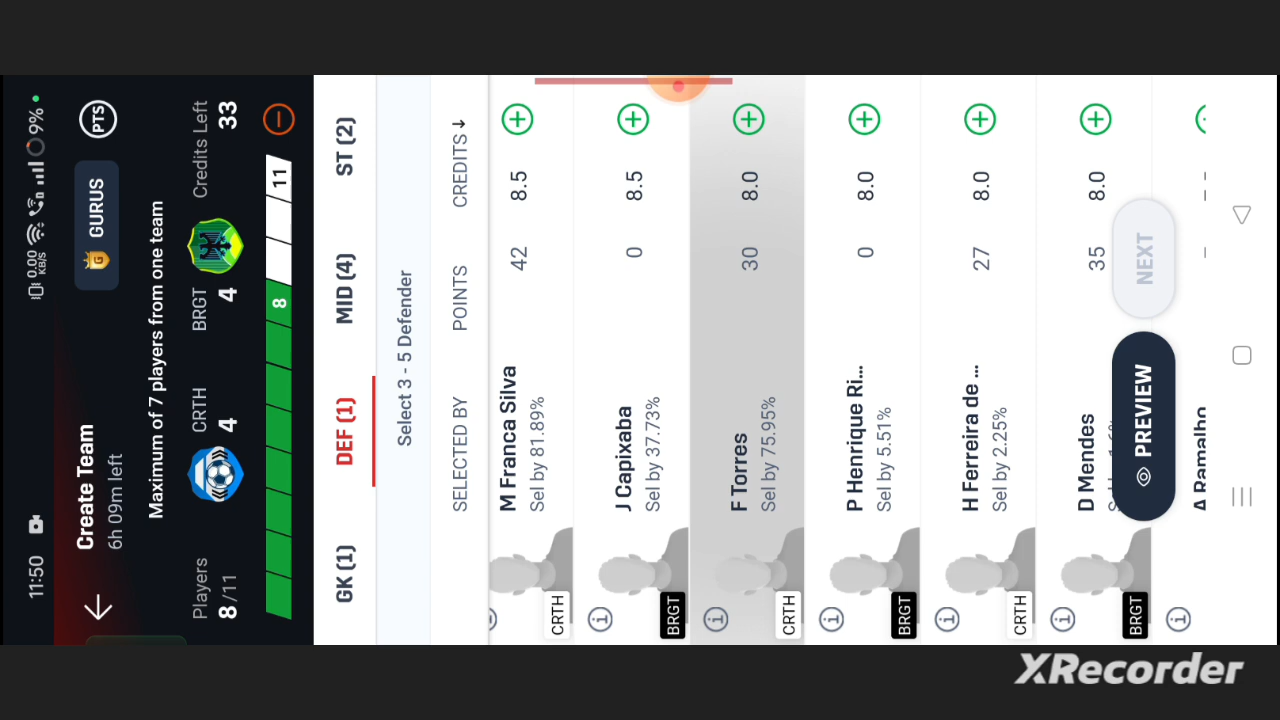 11:50
0.00 KB/S
9%
Create Team
6h 09m left
G GURUS
PTS
Maximum of 7 players from one team
Players
8/11
CRTH
4
BRGT
4
Credits Left
33
8
11
GK (1)
DEF (1)
MID (4)
ST (2)
Select 3 - 5 Defender
SELECTED BY
POINTS
CREDITS ↓
CRTH
M Franca Silva
Sel by 81.89%
42
8.5
BRGT
J Capixaba
Sel by 37.73%
0
8.5
CRTH
F Torres
Sel by 75.95%
30
8.0
BRGT
P Henrique Ri...
Sel by 5.51%
0
8.0
CRTH
H Ferreira de ...
Sel by 2.25%
27
8.0
BRGT
D Mendes
35
8.0
PREVIEW
NEXT
A Ramalho
XRecorder